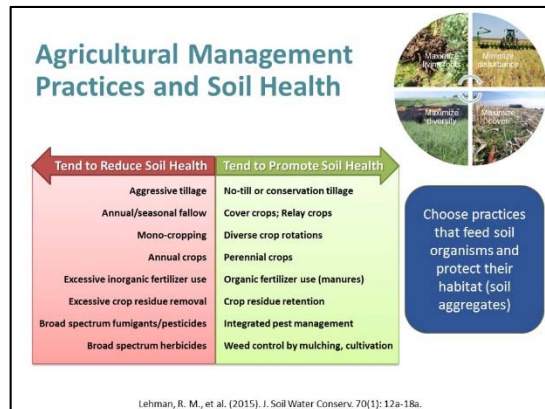 Agricultural Management
Practices and Soil Health
Maximize
living roots
Minimize
disturbance
Maximize
diversity
Maximize
cover
Tend to Reduce Soil Health
Tend to Promote Soil Health
Aggressive tillage
No-till or conservation tillage
Annual/seasonal fallow
Cover crops; Relay crops
Mono-cropping
Diverse crop rotations
Annual crops
Perennial crops
Excessive inorganic fertilizer use
Organic fertilizer use (manures)
Excessive crop residue removal
Crop residue retention
Broad spectrum fumigants/pesticides
Integrated pest management
Broad spectrum herbicides
Weed control by mulching, cultivation
Choose practices
that feed soil
organisms and
protect their
habitat (soil
aggregates)
Lehman, R. M., et al. (2015). J. Soil Water Conserv. 70(1): 12a-18a.